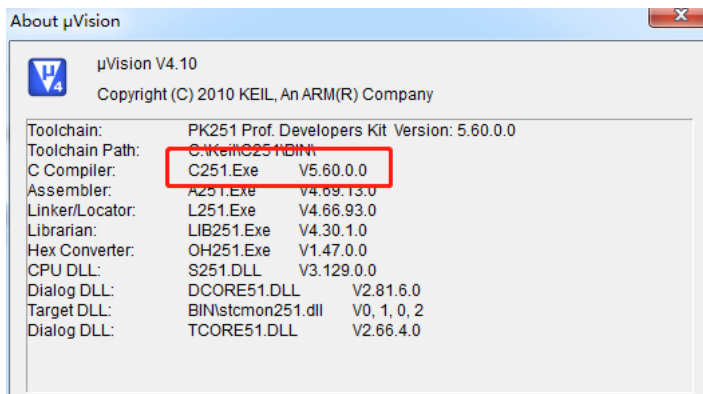 About µVision
µVision V4.10
Copyright (C) 2010 KEIL, An ARM(R) Company
Toolchain: PK251 Prof. Developers Kit Version: 5.60.0.0
Toolchain Path: C:\Keil\C251\BIN\
C Compiler: C251.Exe V5.60.0.0
Assembler: A251.Exe V4.69.13.0
Linker/Locator: L251.Exe V4.66.93.0
Librarian: LIB251.Exe V4.30.1.0
Hex Converter: OH251.Exe V1.47.0.0
CPU DLL: S251.DLL V3.129.0.0
Dialog DLL: DCORE51.DLL V2.81.6.0
Target DLL: BIN\stcmon251.dll V0, 1, 0, 2
Dialog DLL: TCORE51.DLL V2.66.4.0